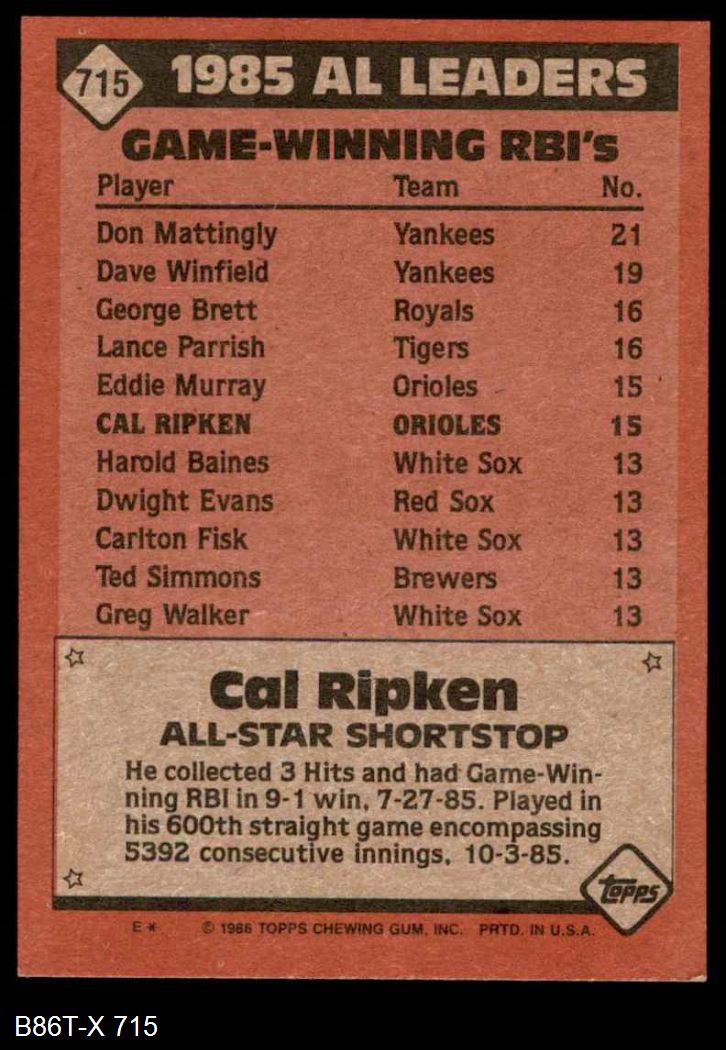 715 1985 AL LEADERS
GAME-WINNING RBI's
Player Team No.
Don Mattingly Yankees 21
Dave Winfield Yankees 19
George Brett Royals 16
Lance Parrish Tigers 16
Eddie Murray Orioles 15
CAL RIPKEN ORIOLES 15
Harold Baines White Sox 13
Dwight Evans Red Sox 13
Carlton Fisk White Sox 13
Ted Simmons Brewers 13
Greg Walker White Sox 13
Cal Ripken
ALL-STAR SHORTSTOP
He collected 3 Hits and had Game-Win-
ning RBI in 9-1 win, 7-27-85. Played in
his 600th straight game encompassing
5392 consecutive innings, 10-3-85.
topps
E* © 1986 TOPPS CHEWING GUM, INC. PRTD. IN U.S.A.
B86T-X 715